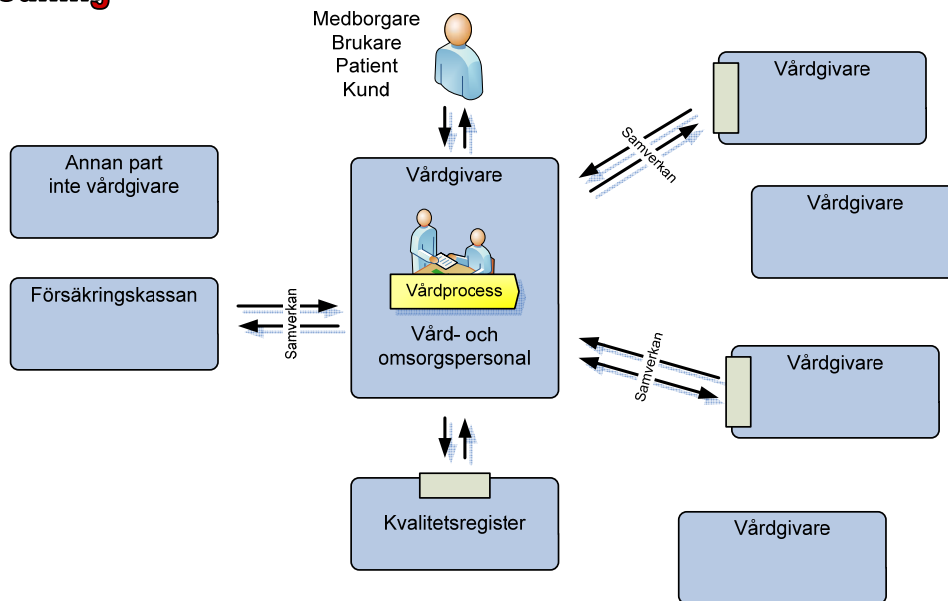 Medborgare
Brukare
Patient
Kund
Vårdgivare
Samverkan
Annan part
inte vårdgivare
Vårdgivare
Vårdgivare
Försäkringskassan
Samverkan
Vårdprocess
Vård- och
omsorgspersonal
Samverkan
Vårdgivare
Kvalitetsregister
Vårdgivare